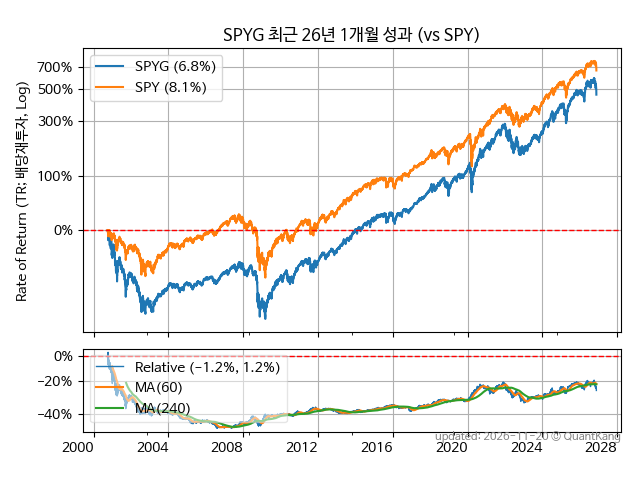 SPYG 최근 26년 1개월 성과 (vs SPY)
SPYG (6.8%)
SPY (8.1%)
700%
500%
300%
100%
0%
Rate of Return (TR: 배당재투자, Log)
0%
−20%
−40%
Relative (−1.2%, 1.2%)
MA(60)
MA(240)
2000 2004 2008 2012 2016 2020 2024 2028
updated: 2026−11−20 © QuantKang